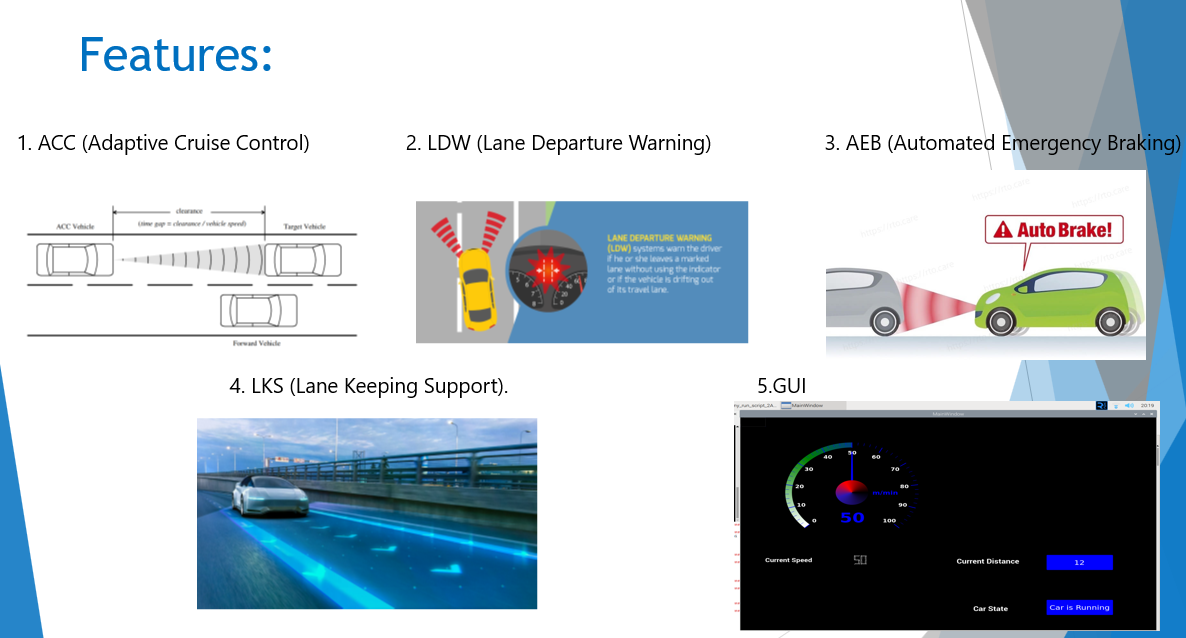 Features:
1. ACC (Adaptive Cruise Control)
2. LDW (Lane Departure Warning)
3. AEB (Automated Emergency Braking)
clearance
(time gap = clearance / vehicle speed)
ACC Vehicle
Target Vehicle
Forward Vehicle
LANE DEPARTURE WARNING
(LDW) systems warn the driver
if he or she leaves a marked
lane without using the indicator
or if the vehicle is drifting out
of its travel lane.
Auto Brake!
4. LKS (Lane Keeping Support).
5.GUI
MainWindow
20:19
MainWindow
0
10
20
30
40
50
60
70
80
90
100
50
Current Speed
50
Current Distance
12
Car State
Car is Running